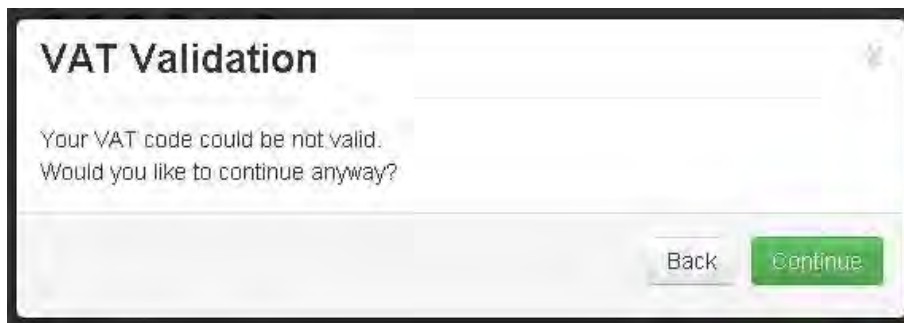 VAT Validation
Your VAT code could be not valid.
Would you like to continue anyway?
Back
Continue